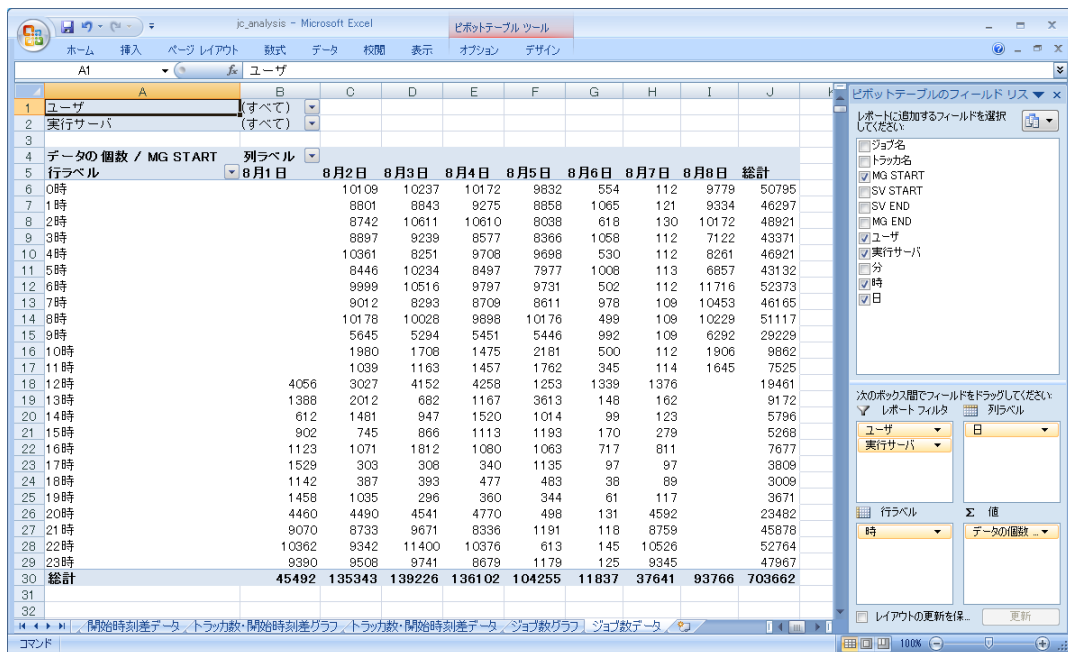 jc_analysis - Microsoft Excel ピボットテーブル ツール
ホーム 挿入 ページ レイアウト 数式 データ 校閲 表示 オプション デザイン
A1 fx ユーザ
A B C D E F G H I J K
1 ユーザ (すべて)
2 実行サーバ (すべて)
3
4 データの個数 / MG START 列ラベル
5 行ラベル 8月1日 8月2日 8月3日 8月4日 8月5日 8月6日 8月7日 8月8日 総計
6 0時 10109 10237 10172 9832 554 112 9779 50795
7 1時 8801 8843 9275 8858 1065 121 9334 46297
8 2時 8742 10611 10610 8038 618 130 10172 48921
9 3時 8897 9239 8577 8366 1058 112 7122 43371
10 4時 10361 8251 9708 9698 530 112 8261 46921
11 5時 8446 10234 8497 7977 1008 113 6857 43132
12 6時 9999 10516 9797 9731 502 112 11716 52373
13 7時 9012 8293 8709 8611 978 109 10453 46165
14 8時 10178 10028 9898 10176 499 109 10229 51117
15 9時 5645 5294 5451 5446 992 109 6292 29229
16 10時 1980 1708 1475 2181 500 112 1906 9862
17 11時 1039 1163 1457 1762 345 114 1645 7525
18 12時 4056 3027 4152 4258 1253 1339 1376 19461
19 13時 1388 2012 682 1167 3613 148 162 9172
20 14時 612 1481 947 1520 1014 99 123 5796
21 15時 902 745 866 1113 1193 170 279 5268
22 16時 1123 1071 1812 1080 1063 717 811 7677
23 17時 1529 303 308 340 1135 97 97 3809
24 18時 1142 387 393 477 483 38 89 3009
25 19時 1458 1035 296 360 344 61 117 3671
26 20時 4460 4490 4541 4770 498 131 4592 23482
27 21時 9070 8733 9671 8336 1191 118 8759 45878
28 22時 10362 9342 11400 10376 613 145 10526 52764
29 23時 9390 9508 9741 8679 1179 125 9345 47967
30 総計 45492 135343 139226 136102 104255 11837 37641 93766 703662
31
32
開始時刻差データ トラッカ数・開始時刻差グラフ トラッカ数・開始時刻差データ ジョブ数グラフ ジョブ数データ
コマンド 100%
ピボットテーブルのフィールド リスト
レポートに追加するフィールドを選択
してください:
ジョブ名
トラッカ名
MG START
SV START
SV END
MG END
ユーザ
実行サーバ
分
時
日
次のボックス間でフィールドをドラッグしてください:
レポート フィルタ 列ラベル
ユーザ 日
実行サーバ
行ラベル Σ 値
時 データの個数 ...
レイアウトの更新を保... 更新